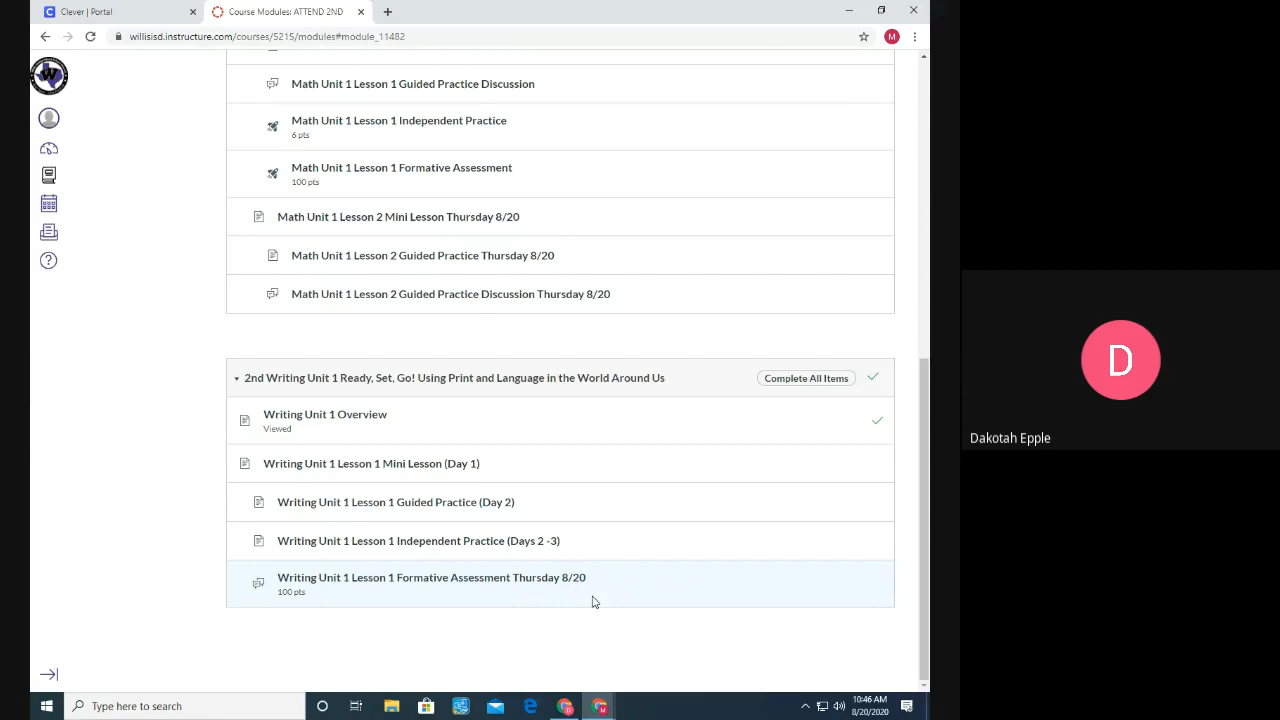 Clever | Portal
Course Modules: ATTEND 2ND
willisisd.instructure.com/courses/5215/modules#module_11482
M
W
Math Unit 1 Lesson 1 Guided Practice Discussion
Math Unit 1 Lesson 1 Independent Practice
6 pts
Math Unit 1 Lesson 1 Formative Assessment
100 pts
Math Unit 1 Lesson 2 Mini Lesson Thursday 8/20
Math Unit 1 Lesson 2 Guided Practice Thursday 8/20
Math Unit 1 Lesson 2 Guided Practice Discussion Thursday 8/20
2nd Writing Unit 1 Ready, Set, Go! Using Print and Language in the World Around Us
Complete All Items
Writing Unit 1 Overview
Viewed
Writing Unit 1 Lesson 1 Mini Lesson (Day 1)
Writing Unit 1 Lesson 1 Guided Practice (Day 2)
Writing Unit 1 Lesson 1 Independent Practice (Days 2 -3)
Writing Unit 1 Lesson 1 Formative Assessment Thursday 8/20
100 pts
D
Dakotah Epple
Type here to search
10:46 AM
8/20/2020